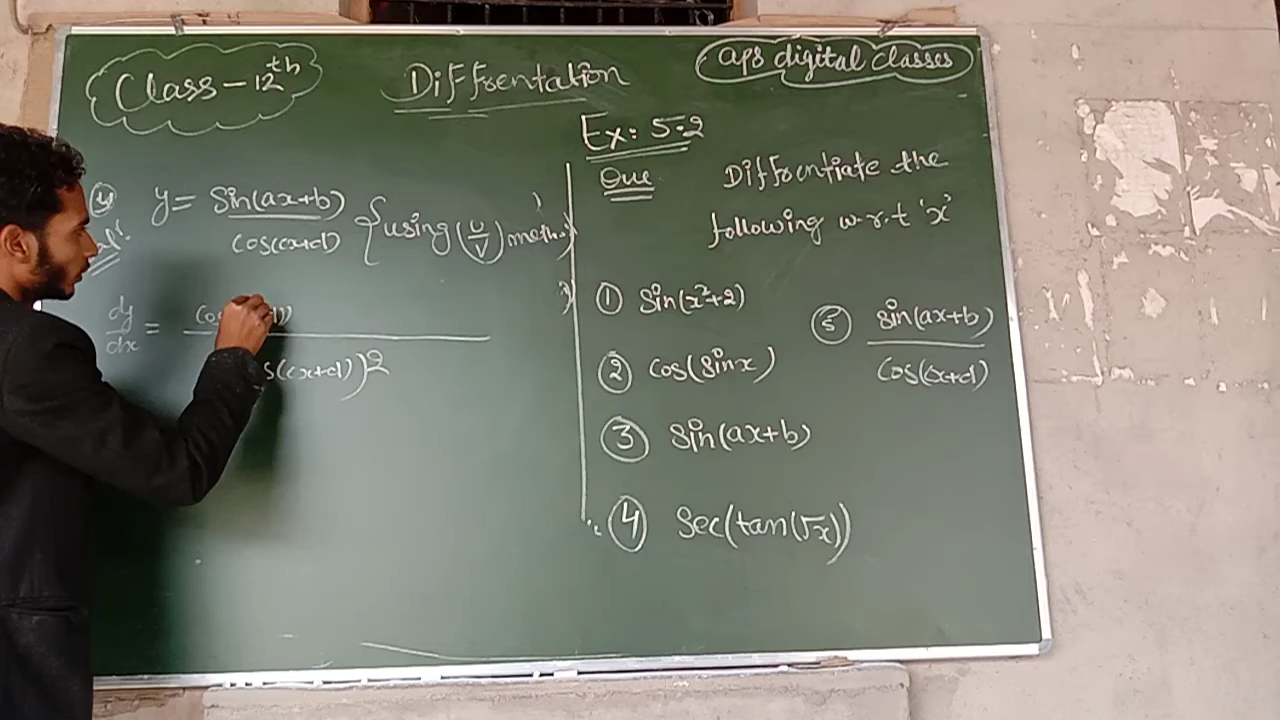 Class-12th
Diffrentation
aps digital classes
Ex: 5.2
Que Diffrentiate the
following w.r.t 'x'
y = Sin(ax+b)
Cos(cx+d)
{using (U/V)
dy/dx =
(cx+d))2
① Sin(x²+2)
② Cos(Sinx)
③ Sin(ax+b)
④ Sec(tan(√x))
⑤ Sin(ax+b)
Cos(cx+d)